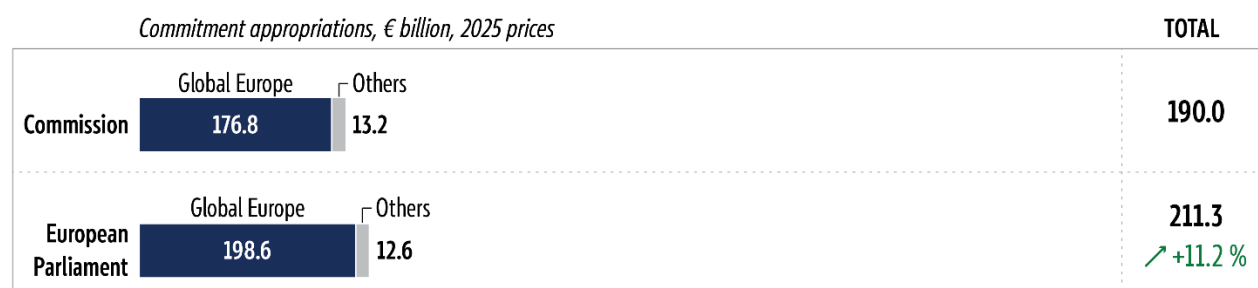 Commitment appropriations, € billion, 2025 prices TOTAL
Global Europe Others
Commission 176.8 13.2 190.0
Global Europe Others
European Parliament 198.6 12.6 211.3
↗ +11.2 %